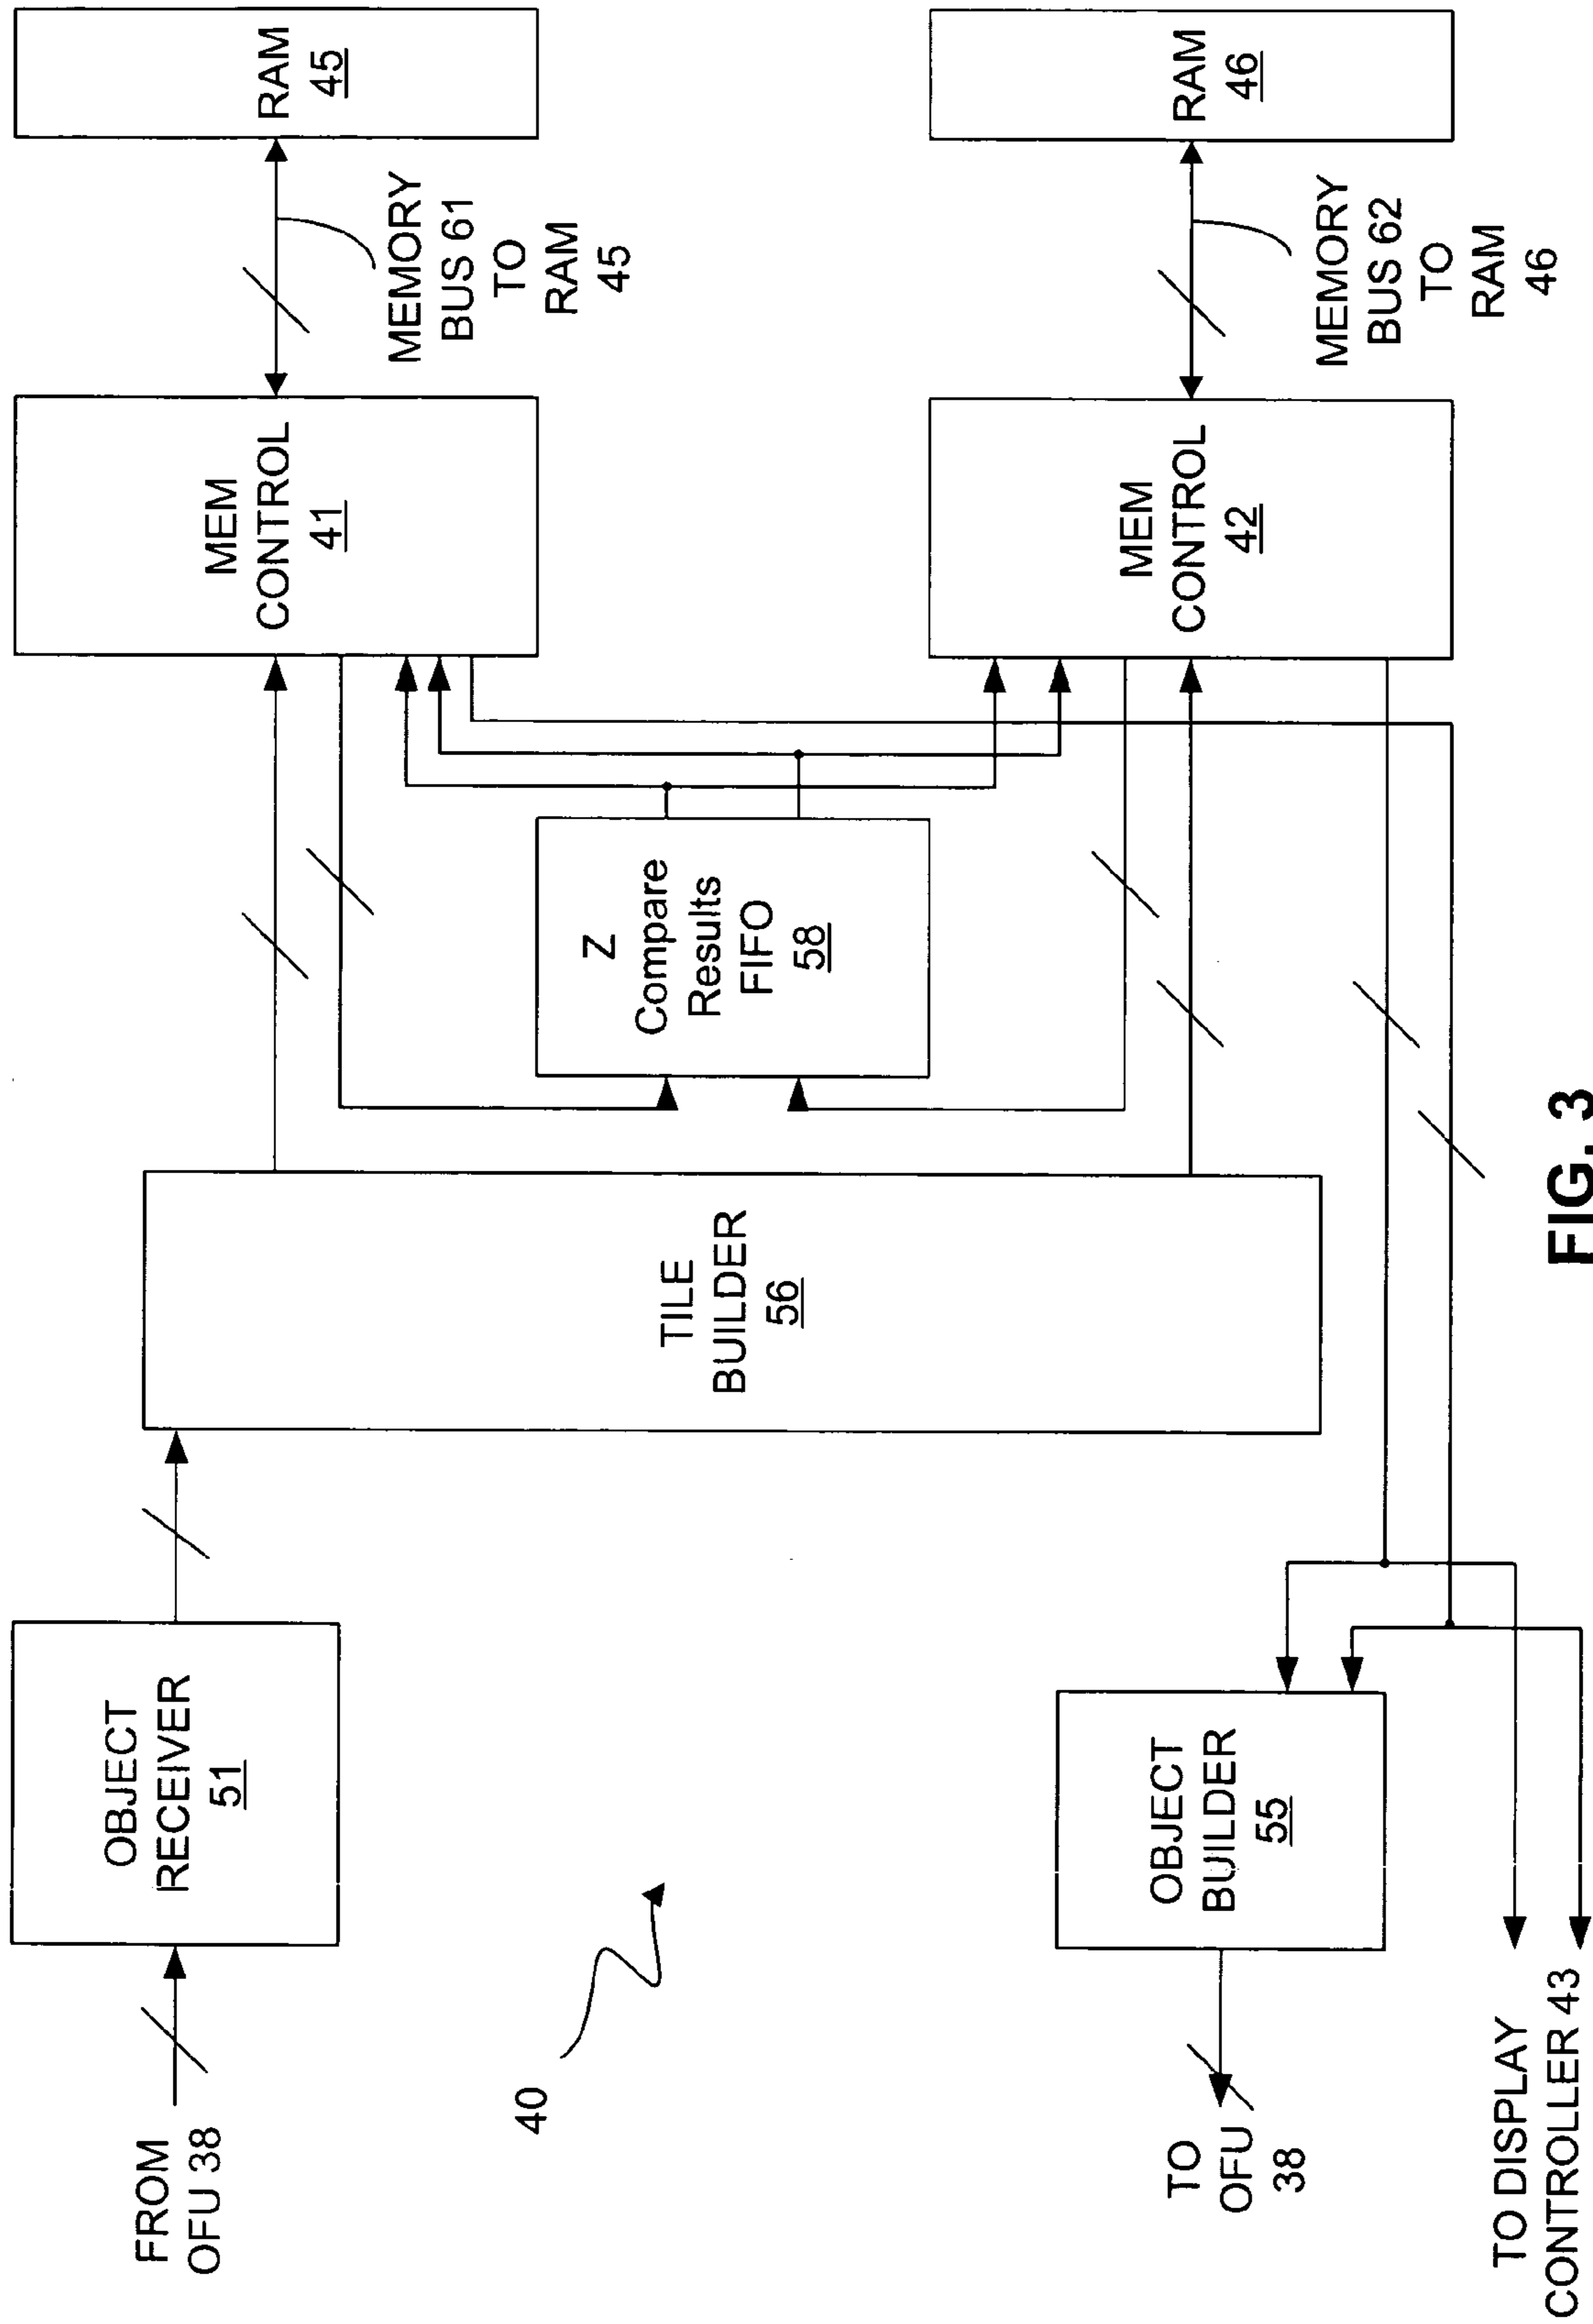 FROM
OFU 38
OBJECT
RECEIVER
51
TILE
BUILDER
56
Z
Compare
Results
FIFO
58
MEM
CONTROL
41
MEMORY
BUS 61
TO
RAM
45
RAM
45
40
TO
OFU
38
OBJECT
BUILDER
55
MEM
CONTROL
42
MEMORY
BUS 62
TO
RAM
46
RAM
46
TO DISPLAY
CONTROLLER 43
FIG. 3